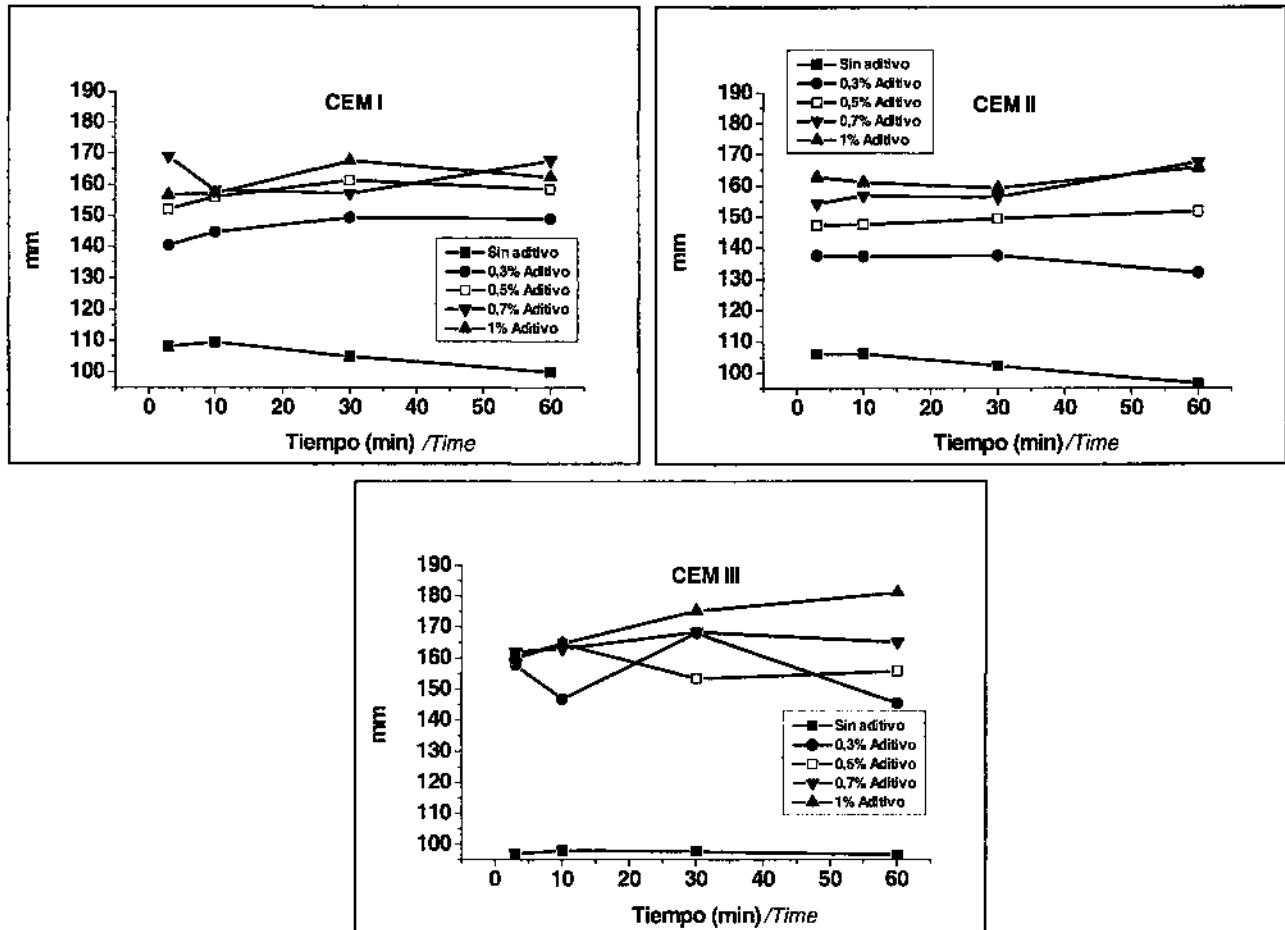 CEM I
190
180
170
160
150
140
130
120
110
100
mm
Sin aditivo
0,3% Aditivo
0,5% Aditivo
0,7% Aditivo
1% Aditivo
0 10 20 30 40 50 60
Tiempo (min) /Time
Sin aditivo
0,3% Aditivo
0,5% Aditivo
0,7% Aditivo
1% Aditivo
CEM II
190
180
170
160
150
140
130
120
110
100
mm
0 10 20 30 40 50 60
Tiempo (min) /Time
CEM III
190
180
170
160
150
140
130
120
110
100
mm
Sin aditivo
0,3% Aditivo
0,5% Aditivo
0,7% Aditivo
1% Aditivo
0 10 20 30 40 50 60
Tiempo (min) /Time